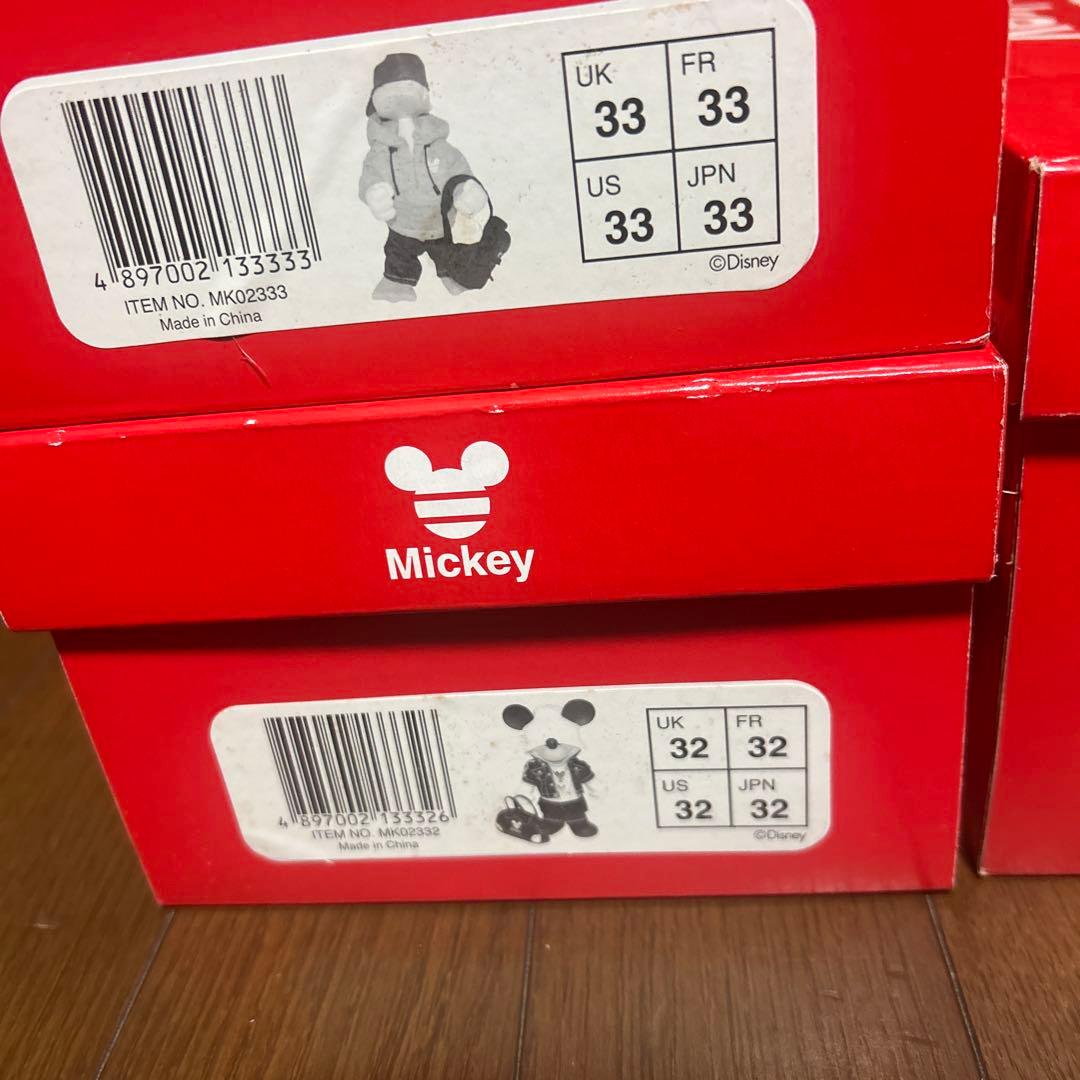 UK 33 FR 33
US 33 JPN 33
©Disney
4 897002 133333
ITEM NO. MK02333
Made in China
Mickey
UK 32 FR 32
US 32 JPN 32
©Disney
4 897002 133326
ITEM NO. MK02332
Made in China